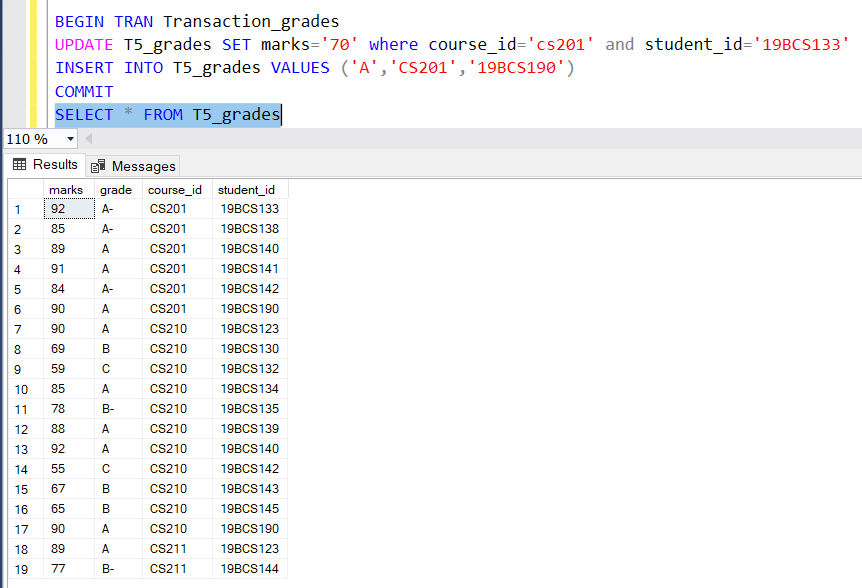 BEGIN TRAN Transaction_grades
UPDATE T5_grades SET marks='70' where course_id='cs201' and student_id='19BCS133'
INSERT INTO T5_grades VALUES ('A','CS201','19BCS190')
COMMIT
SELECT * FROM T5_grades
110 %
Results Messages
marks grade course_id student_id
1 92 A- CS201 19BCS133
2 85 A- CS201 19BCS138
3 89 A CS201 19BCS140
4 91 A CS201 19BCS141
5 84 A- CS201 19BCS142
6 90 A CS201 19BCS190
7 90 A CS210 19BCS123
8 69 B CS210 19BCS130
9 59 C CS210 19BCS132
10 85 A CS210 19BCS134
11 78 B- CS210 19BCS135
12 88 A CS210 19BCS139
13 92 A CS210 19BCS140
14 55 C CS210 19BCS142
15 67 B CS210 19BCS143
16 65 B CS210 19BCS145
17 90 A CS210 19BCS190
18 89 A CS211 19BCS123
19 77 B- CS211 19BCS144